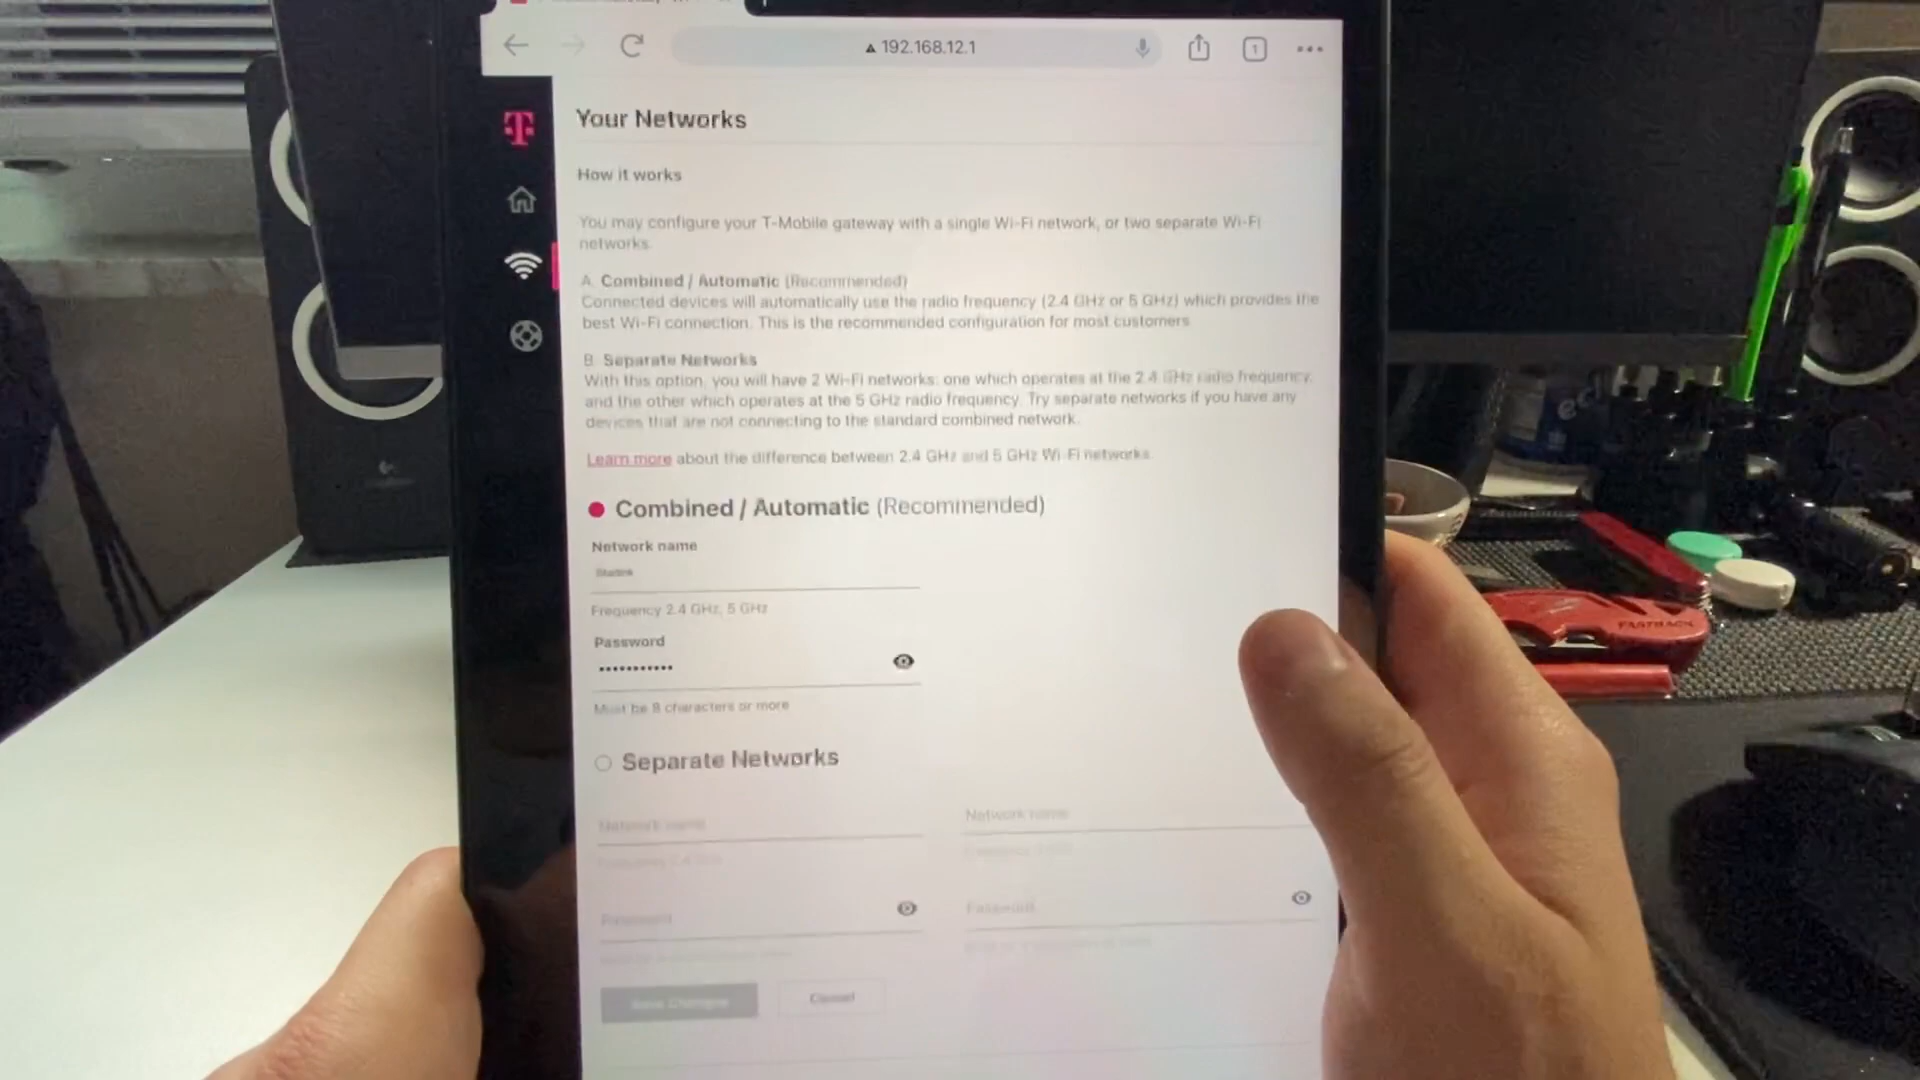 192.168.12.1
1
Your Networks
How it works
You may configure your T-Mobile gateway with a single Wi-Fi network, or two separate Wi-Fi
networks.
A. Combined / Automatic (Recommended)
Connected devices will automatically use the radio frequency (2.4 GHz or 5 GHz) which provides the
best Wi-Fi connection. This is the recommended configuration for most customers
B. Separate Networks
With this option, you will have 2 Wi-Fi networks: one which operates at the 2.4 GHz radio frequency,
and the other which operates at the 5 GHz radio frequency. Try separate networks if you have any
devices that are not connecting to the standard combined network.
Learn more about the difference between 2.4 GHz and 5 GHz Wi-Fi networks.
Combined / Automatic (Recommended)
Network name
Frequency 2.4 GHz, 5 GHz
Password
•••••••••••
Must be 8 characters or more
Separate Networks
Network name Network name
Password Password
Save Changes Cancel
FASTBACK